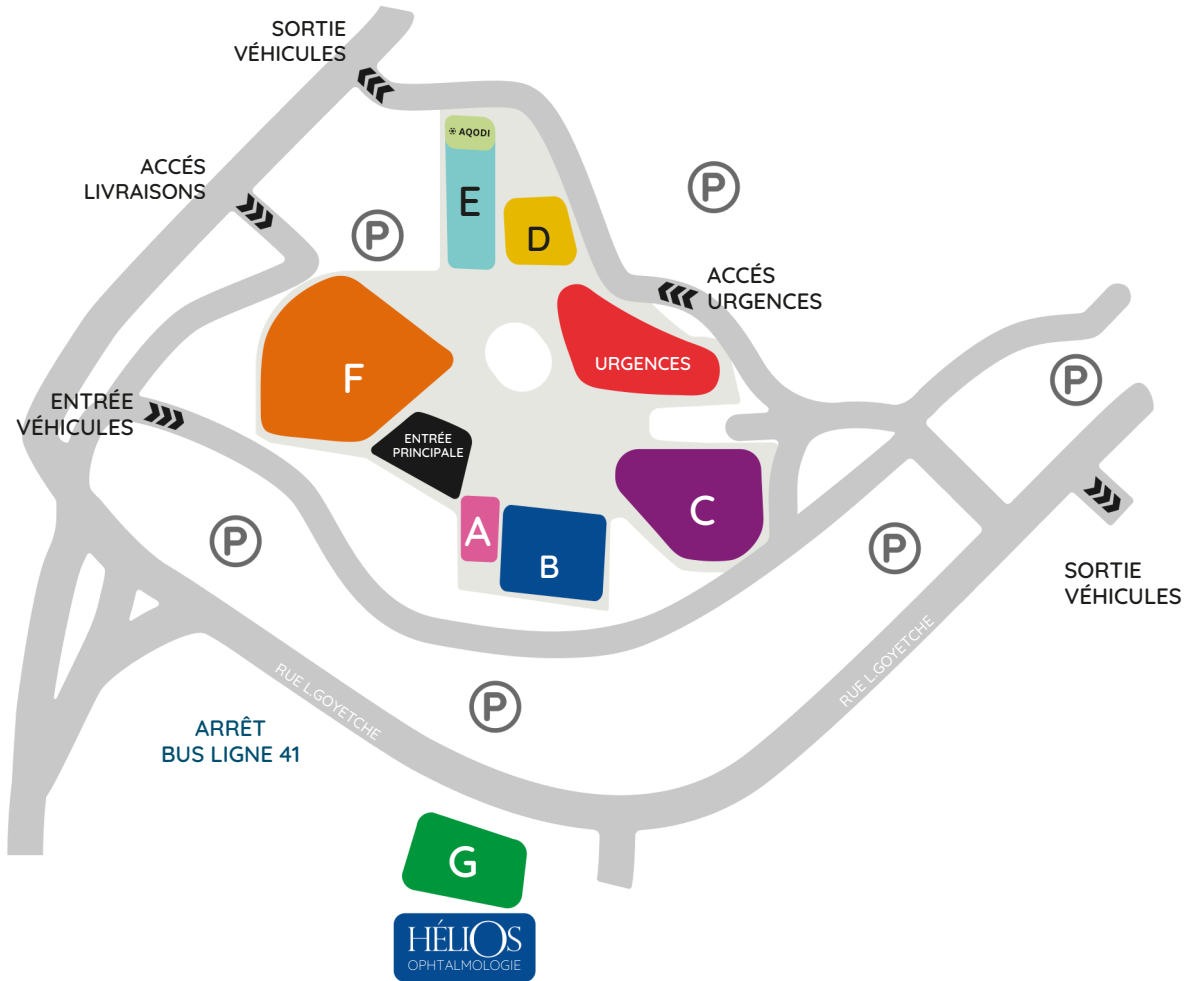 SORTIE
VÉHICULES
AQODI
ACCÉS
LIVRAISONS
P
E
P
D
ACCÉS
URGENCES
URGENCES
F
P
ENTRÉE
VÉHICULES
ENTRÉE
PRINCIPALE
C
A
B
P
P
SORTIE
VÉHICULES
RUE L.GOYETCHE
RUE L.GOYETCHE
P
ARRÊT
BUS LIGNE 41
G
HÉLIOS
OPHTALMOLOGIE